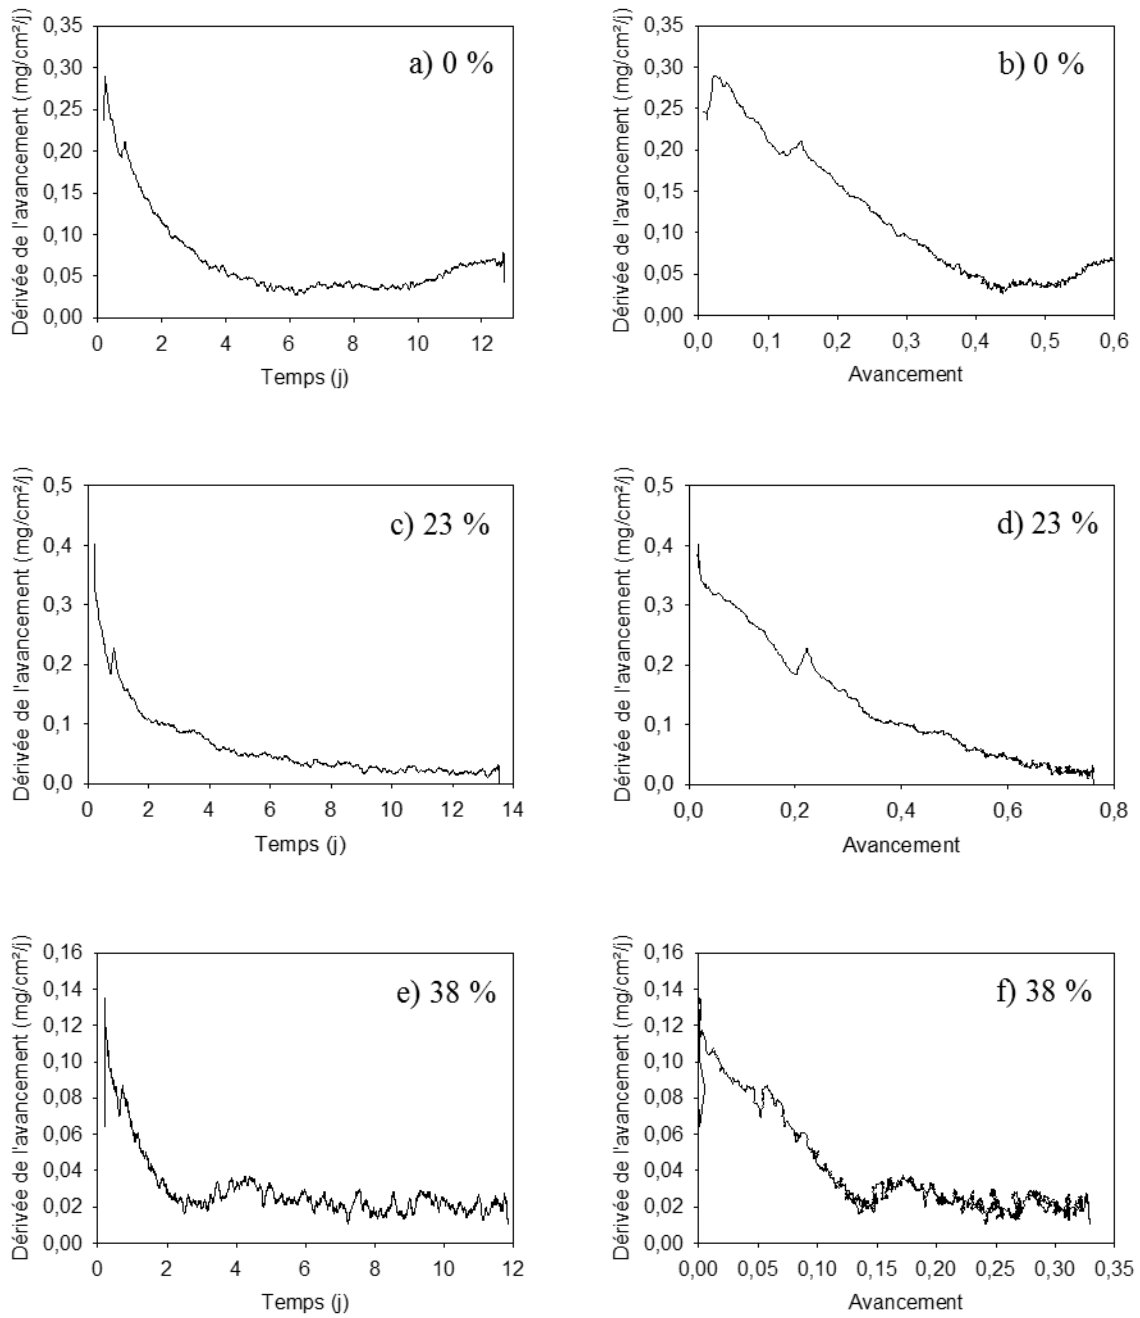 Dérivée de l'avancement (mg/cm²/j)
0,35
0,30
0,25
0,20
0,15
0,10
0,05
0,00
a) 0 %
0 2 4 6 8 10 12
Temps (j)
Dérivée de l'avancement (mg/cm²/j)
0,35
0,30
0,25
0,20
0,15
0,10
0,05
0,00
b) 0 %
0,0 0,1 0,2 0,3 0,4 0,5 0,6
Avancement
Dérivée de l'avancement (mg/cm²/j)
0,5
0,4
0,3
0,2
0,1
0,0
c) 23 %
0 2 4 6 8 10 12 14
Temps (j)
Dérivée de l'avancement (mg/cm²/j)
0,5
0,4
0,3
0,2
0,1
0,0
d) 23 %
0,0 0,2 0,4 0,6 0,8
Avancement
Dérivée de l'avancement (mg/cm²/j)
0,16
0,14
0,12
0,10
0,08
0,06
0,04
0,02
0,00
e) 38 %
0 2 4 6 8 10 12
Temps (j)
Dérivée de l'avancement (mg/cm²/j)
0,16
0,14
0,12
0,10
0,08
0,06
0,04
0,02
0,00
f) 38 %
0,00 0,05 0,10 0,15 0,20 0,25 0,30 0,35
Avancement